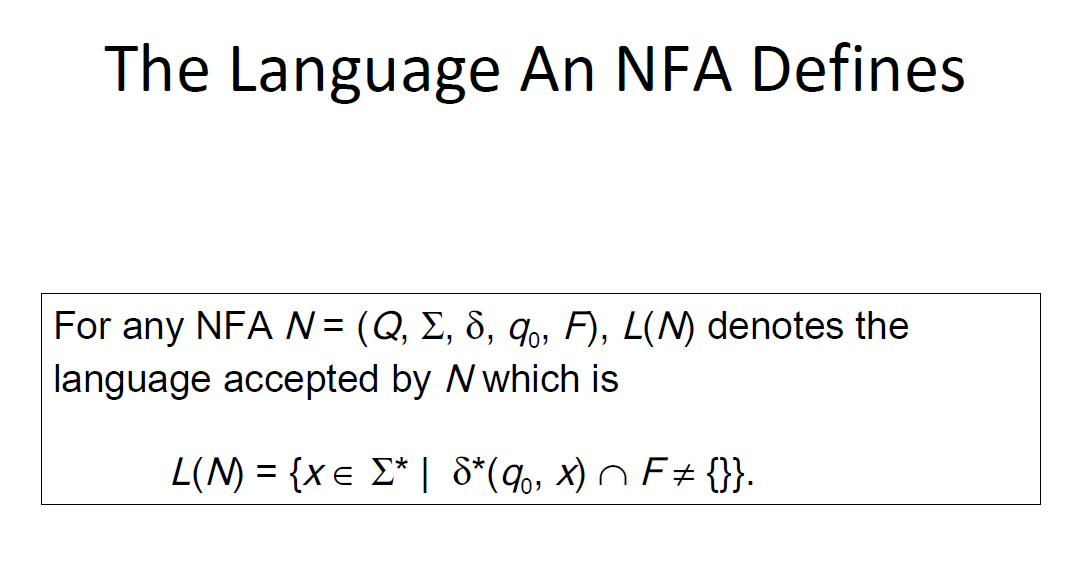 The Language An NFA Defines
For any NFA N = (Q, Σ, δ, q₀, F), L(N) denotes the
language accepted by N which is
L(N) = {x ∈ Σ* | δ*(q₀, x) ∩ F ≠ {}}.